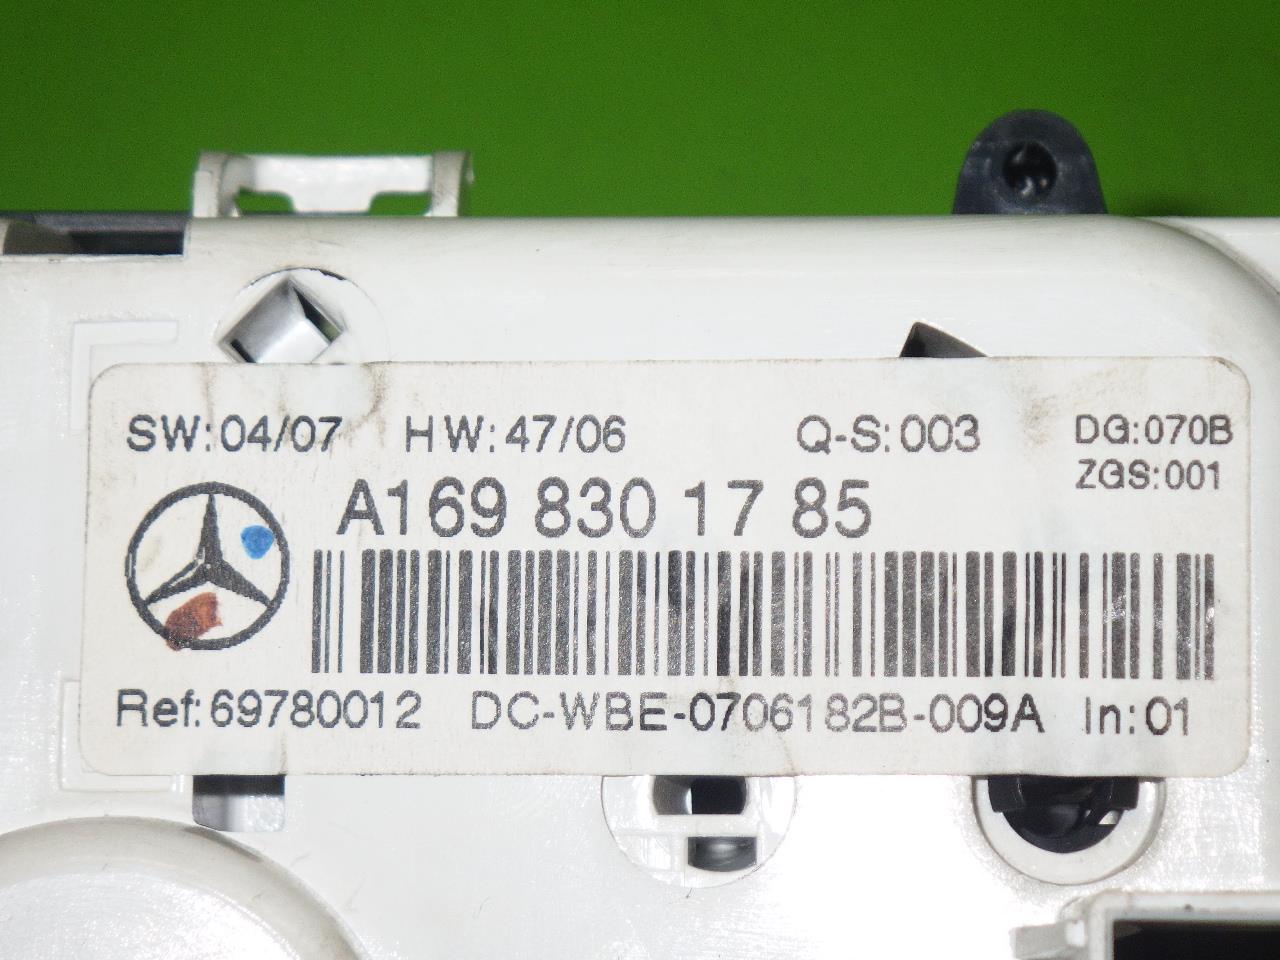 SW:04/07 HW:47/06 Q-S:003 DG:070B
ZGS:001
A169 830 17 85
Ref:69780012 DC-WBE-0706182B-009A In:01